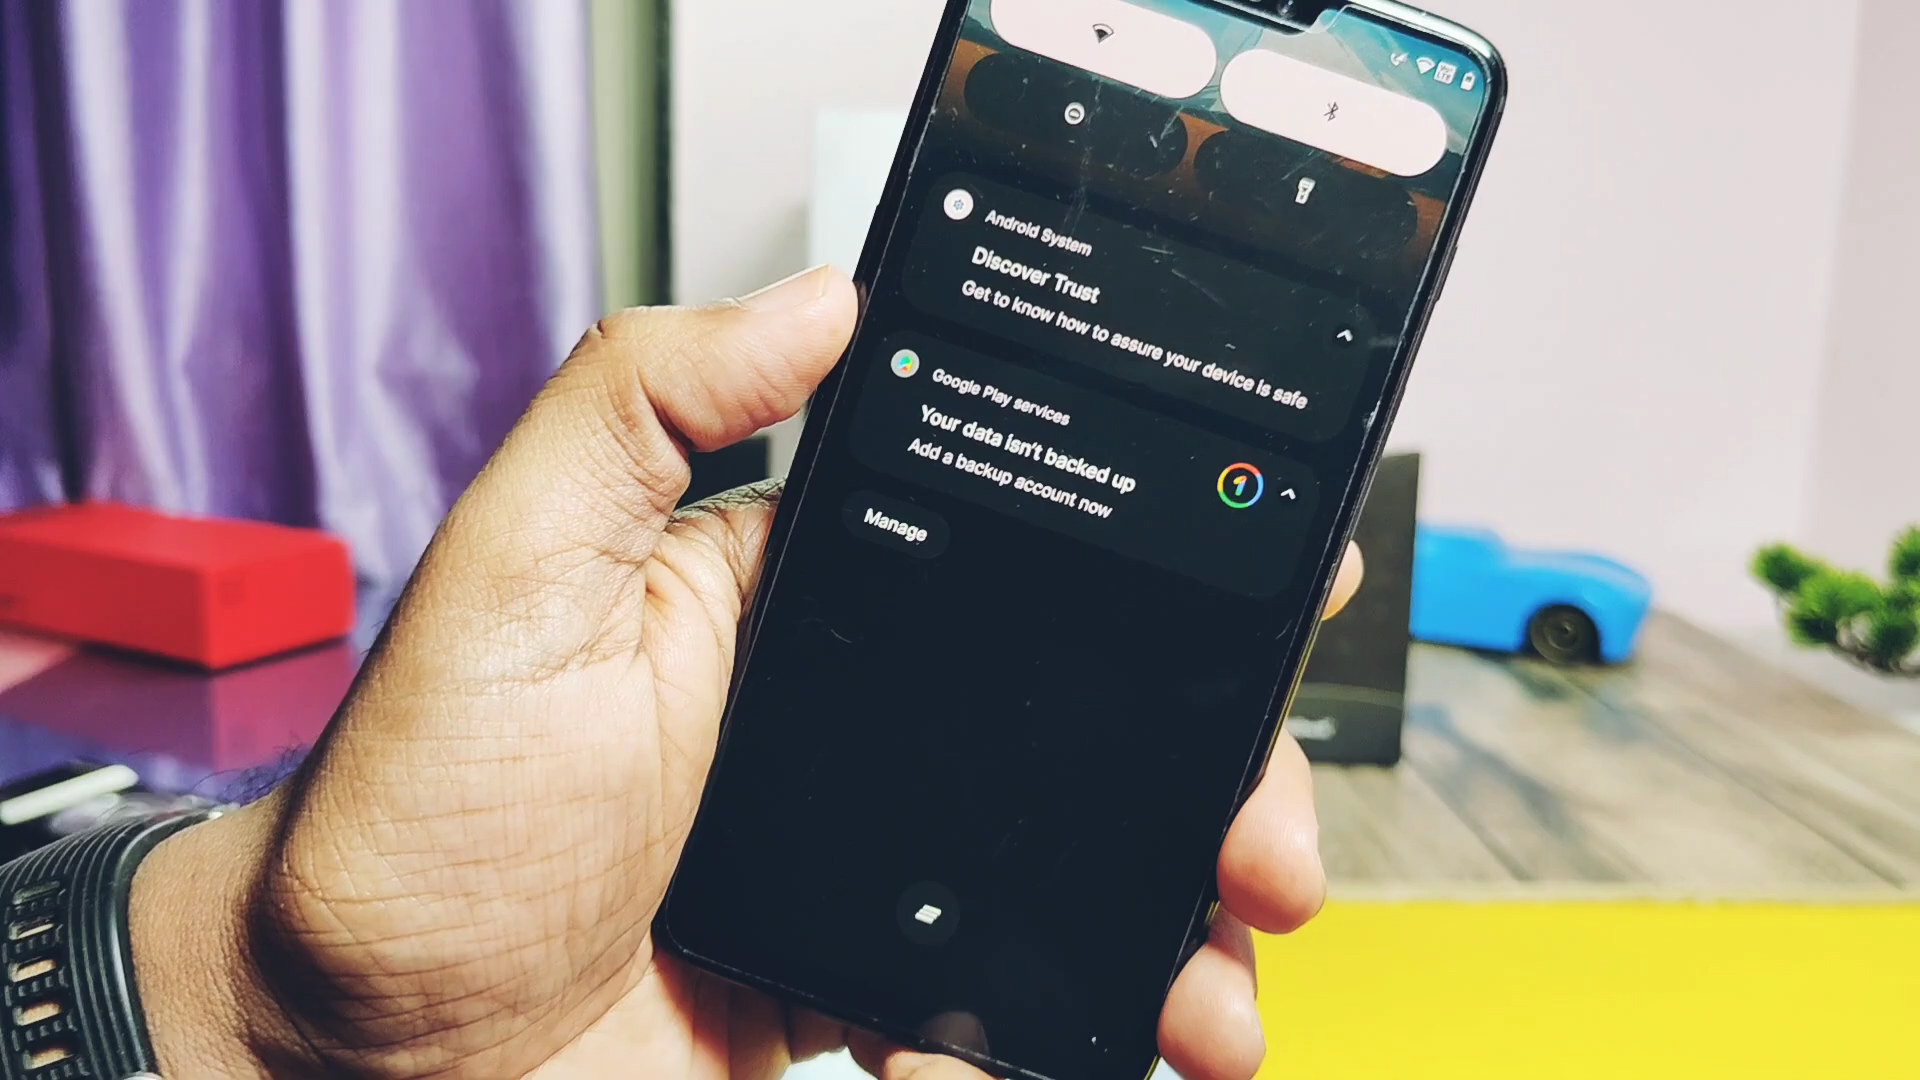 Android System
Discover Trust
Get to know how to assure your device is safe
Google Play services
Your data isn't backed up
Add a backup account now
Manage